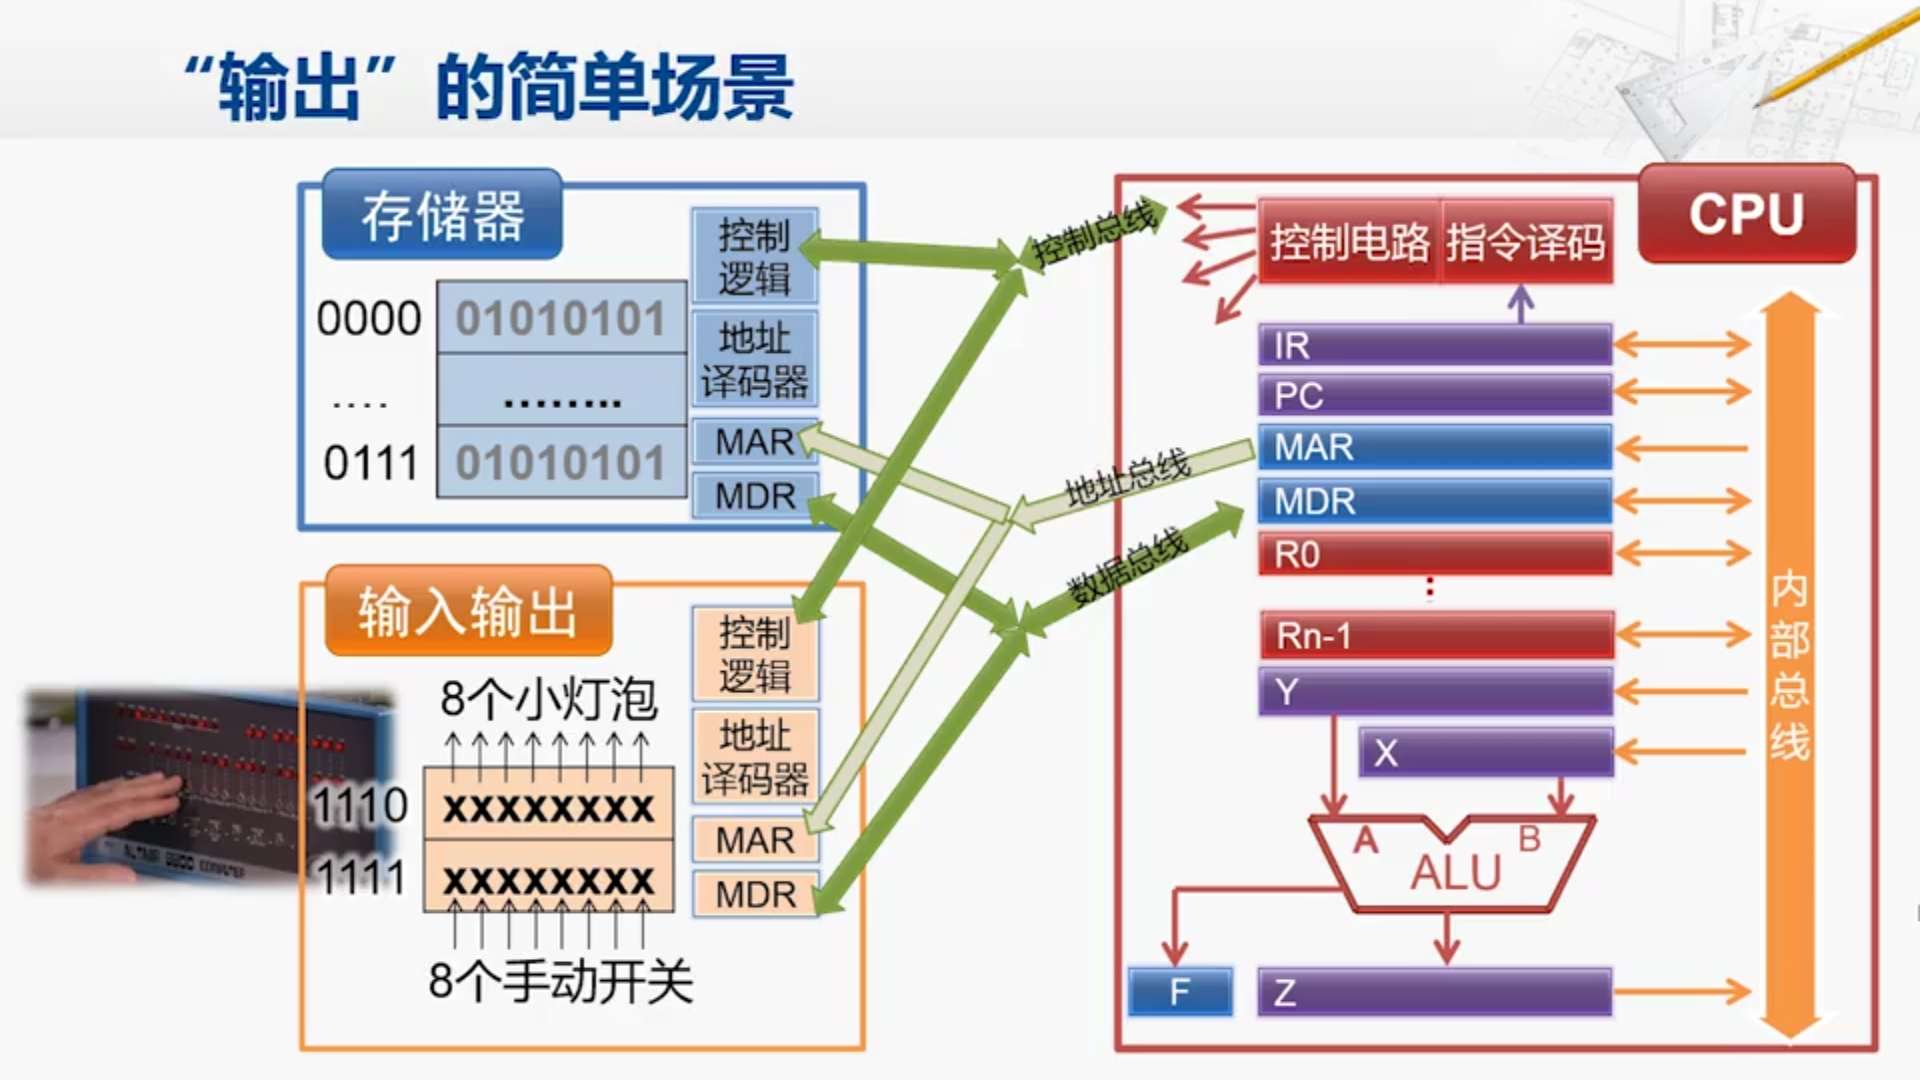 “输出”的简单场景
存储器
控制
逻辑
0000
01010101
地址
译码器
....
........
MAR
0111
01010101
MDR
输入输出
控制
逻辑
8个小灯泡
地址
译码器
1110
xxxxxxxx
MAR
1111
xxxxxxxx
MDR
8个手动开关
控制总线
地址总线
数据总线
CPU
控制电路
指令译码
IR
PC
MAR
MDR
R0
⋮
Rn-1
Y
X
A
B
ALU
F
Z
内部总线